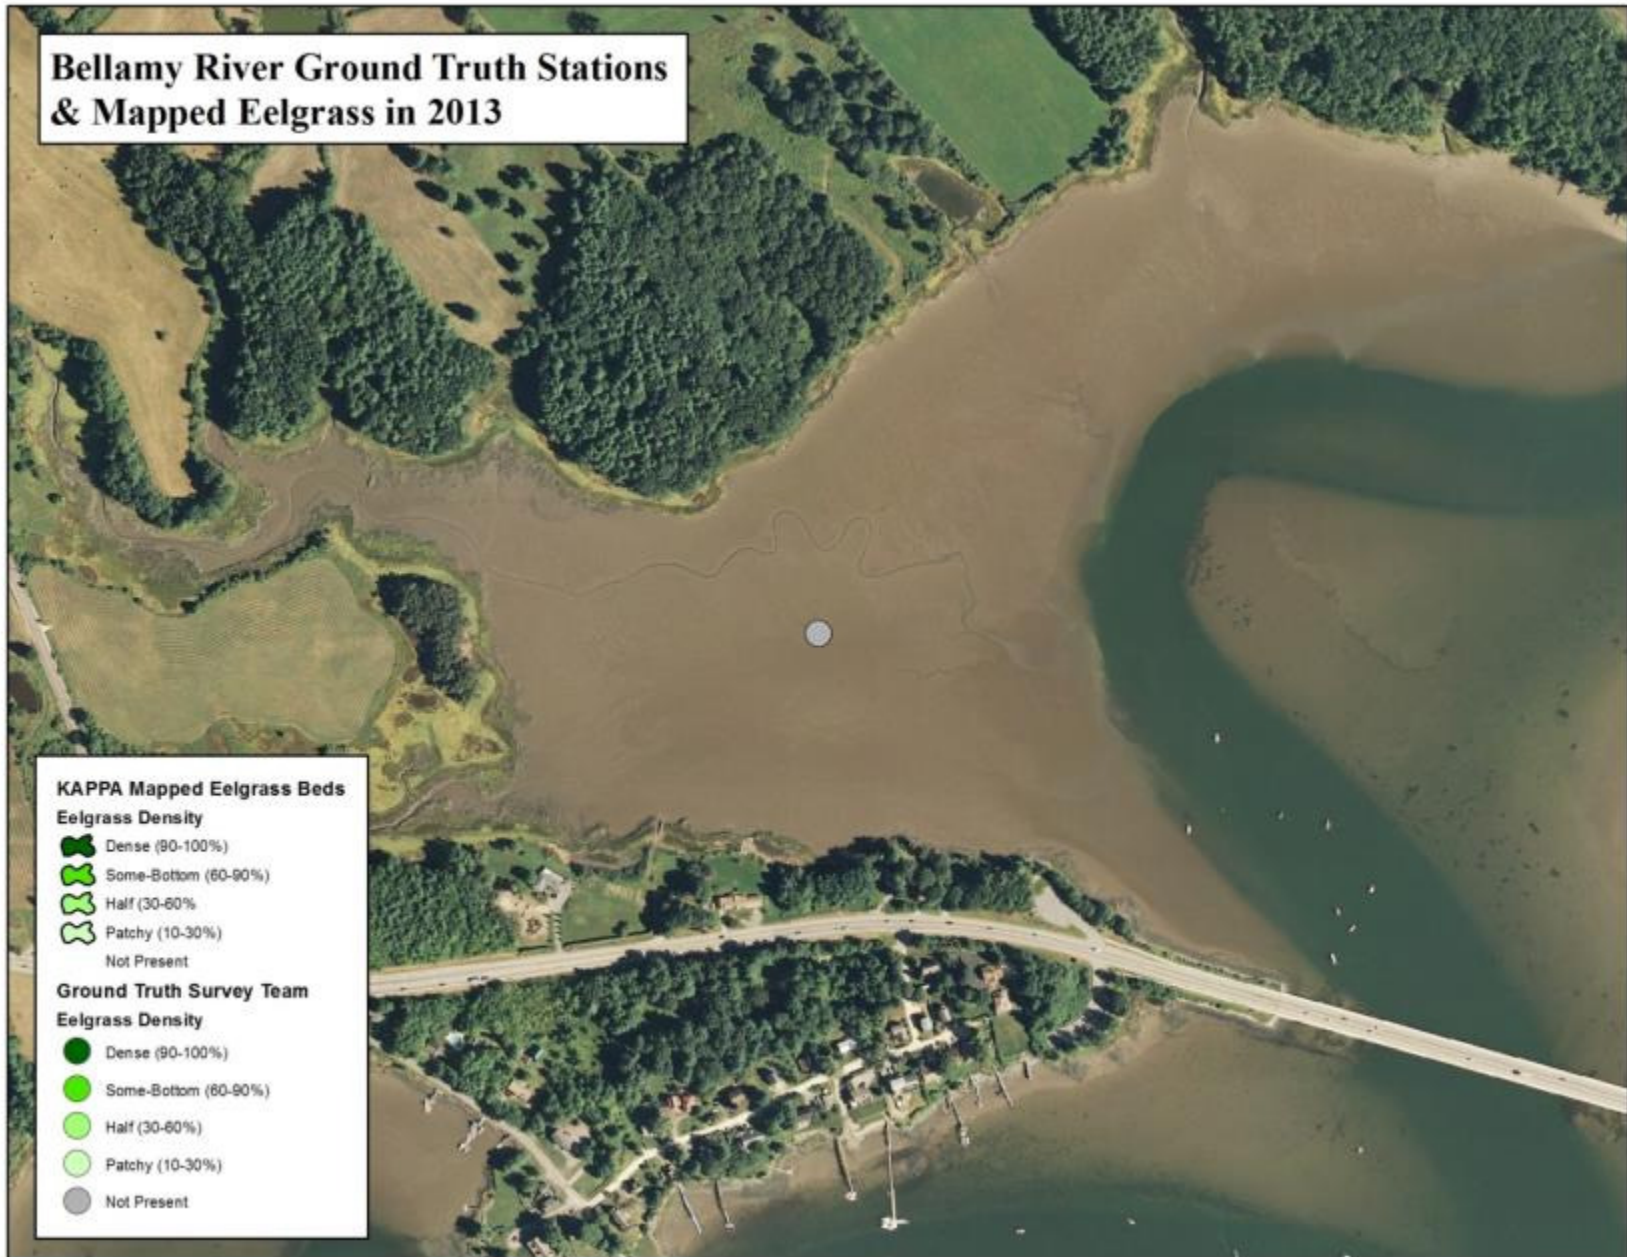 Bellamy River Ground Truth Stations
& Mapped Eelgrass in 2013
KAPPA Mapped Eelgrass Beds
Eelgrass Density
Dense (90-100%)
Some-Bottom (60-90%)
Half (30-60%
Patchy (10-30%)
Not Present
Ground Truth Survey Team
Eelgrass Density
Dense (90-100%)
Some-Bottom (60-90%)
Half (30-60%)
Patchy (10-30%)
Not Present